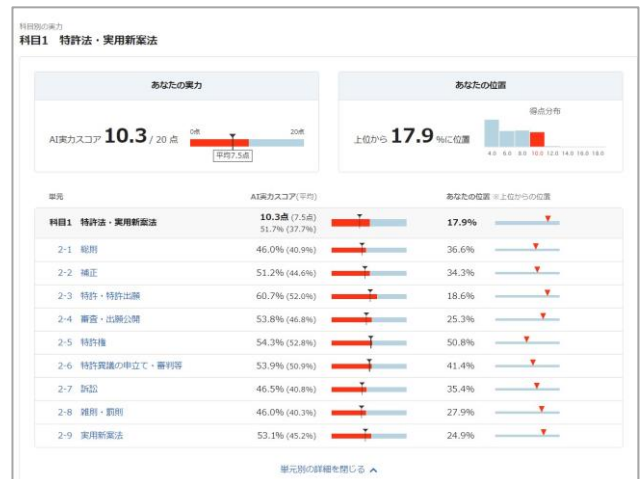 科目別の実力
科目1 特許法・実用新案法
あなたの実力
あなたの位置
AI実力スコア 10.3 / 20 点
0点 20点
平均7.5点
上位から 17.9 %に位置
得点分布
4.0 6.0 8.0 10.0 12.0 14.0 16.0 18.0
単元 AI実力スコア(平均) あなたの位置 ※上位からの位置
科目1 特許法・実用新案法 10.3点 (7.5点) 17.9%
51.7% (37.7%)
2-1 総則 46.0% (40.9%) 36.6%
2-2 補正 51.2% (44.6%) 34.3%
2-3 特許・特許出願 60.7% (52.0%) 18.6%
2-4 審査・出願公開 53.8% (46.8%) 25.3%
2-5 特許権 54.3% (52.8%) 50.8%
2-6 特許異議の申立て・審判等 53.9% (50.9%) 41.4%
2-7 訴訟 46.5% (40.8%) 35.4%
2-8 雑則・罰則 46.0% (40.3%) 27.9%
2-9 実用新案法 53.1% (45.2%) 24.9%
単元別の詳細を閉じる